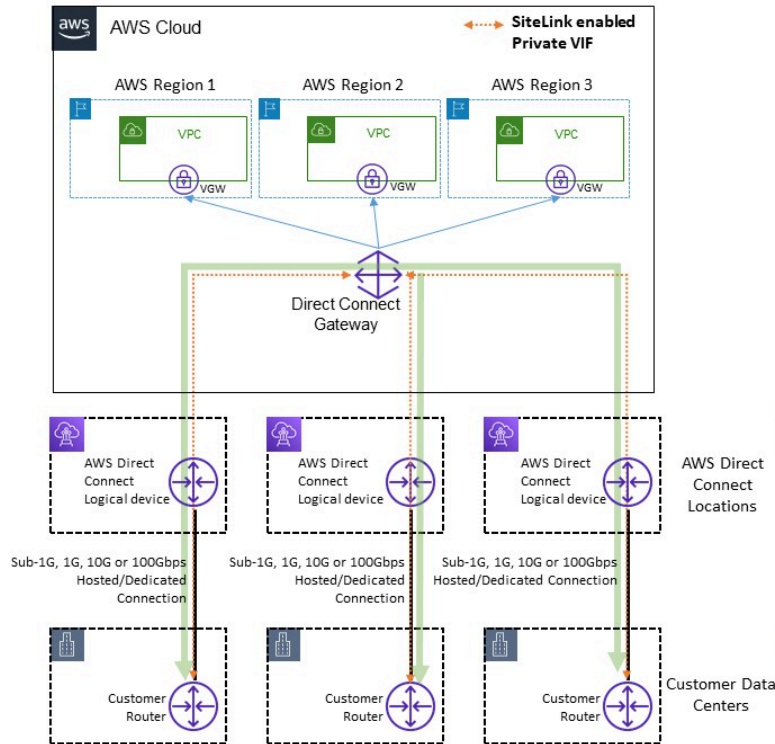 aws
AWS Cloud
SiteLink enabled
Private VIF
AWS Region 1
AWS Region 2
AWS Region 3
VPC
VPC
VPC
VGW
VGW
VGW
Direct Connect
Gateway
AWS Direct
Connect
Logical device
AWS Direct
Connect
Logical device
AWS Direct
Connect
Logical device
AWS Direct
Connect
Locations
Sub-1G, 1G, 10G or 100Gbps
Hosted/Dedicated
Connection
Sub-1G, 1G, 10G or 100Gbps
Hosted/Dedicated
Connection
Sub-1G, 1G, 10G or 100Gbps
Hosted/Dedicated Connection
Customer
Router
Customer
Router
Customer
Router
Customer Data
Centers